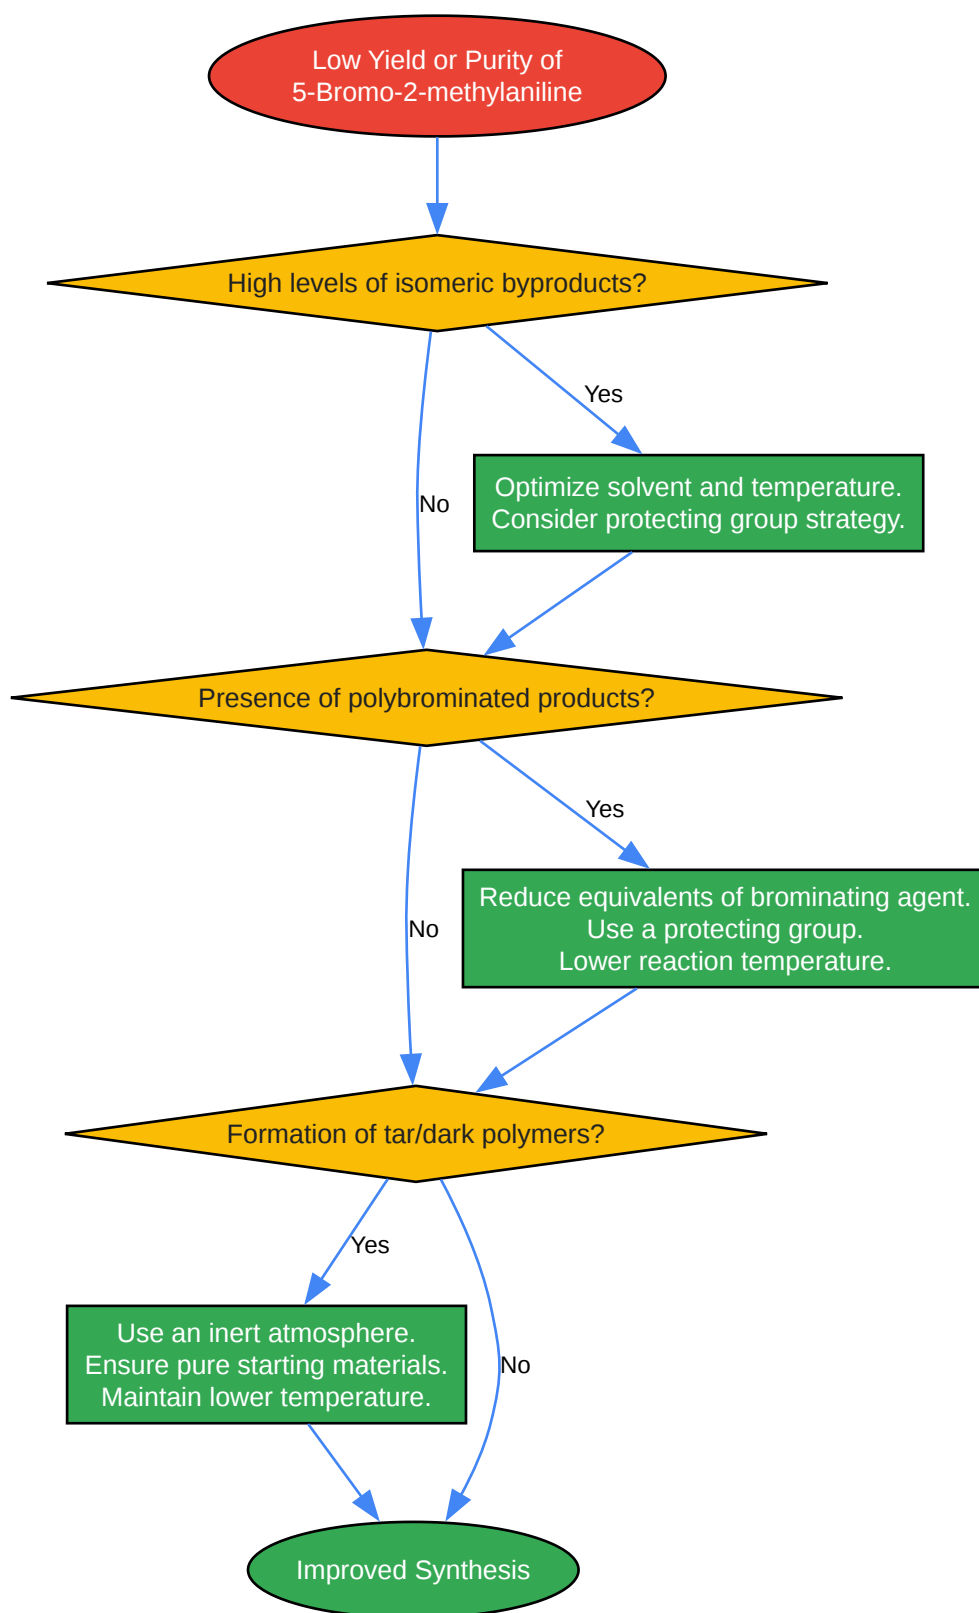 Low Yield or Purity of
5-Bromo-2-methylaniline
High levels of isomeric byproducts?
Yes
Optimize solvent and temperature.
Consider protecting group strategy.
No
Presence of polybrominated products?
Yes
Reduce equivalents of brominating agent.
Use a protecting group.
Lower reaction temperature.
No
Formation of tar/dark polymers?
Yes
Use an inert atmosphere.
Ensure pure starting materials.
Maintain lower temperature.
No
Improved Synthesis